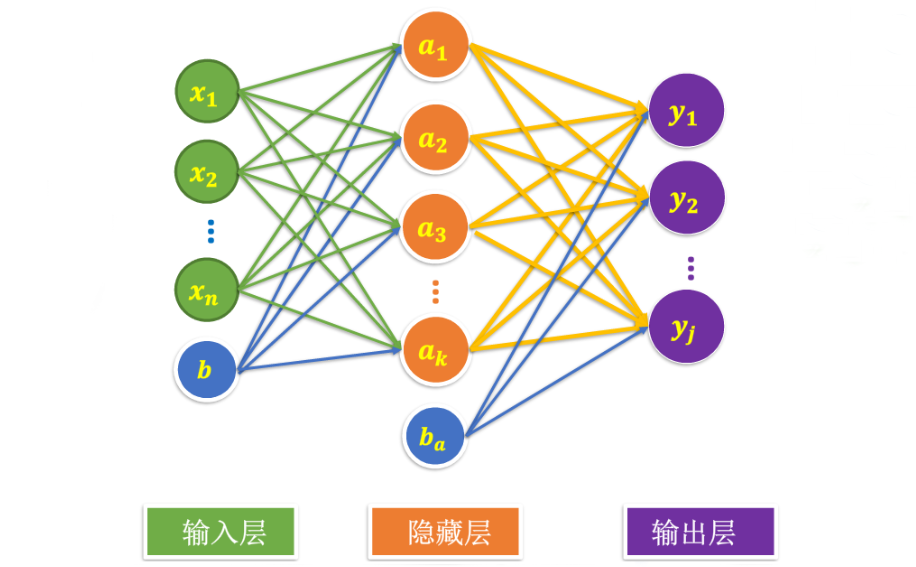 x₁
x₂
⋮
xₙ
b
a₁
a₂
a₃
⋮
aₖ
bₐ
y₁
y₂
⋮
yⱼ
输入层
隐藏层
输出层